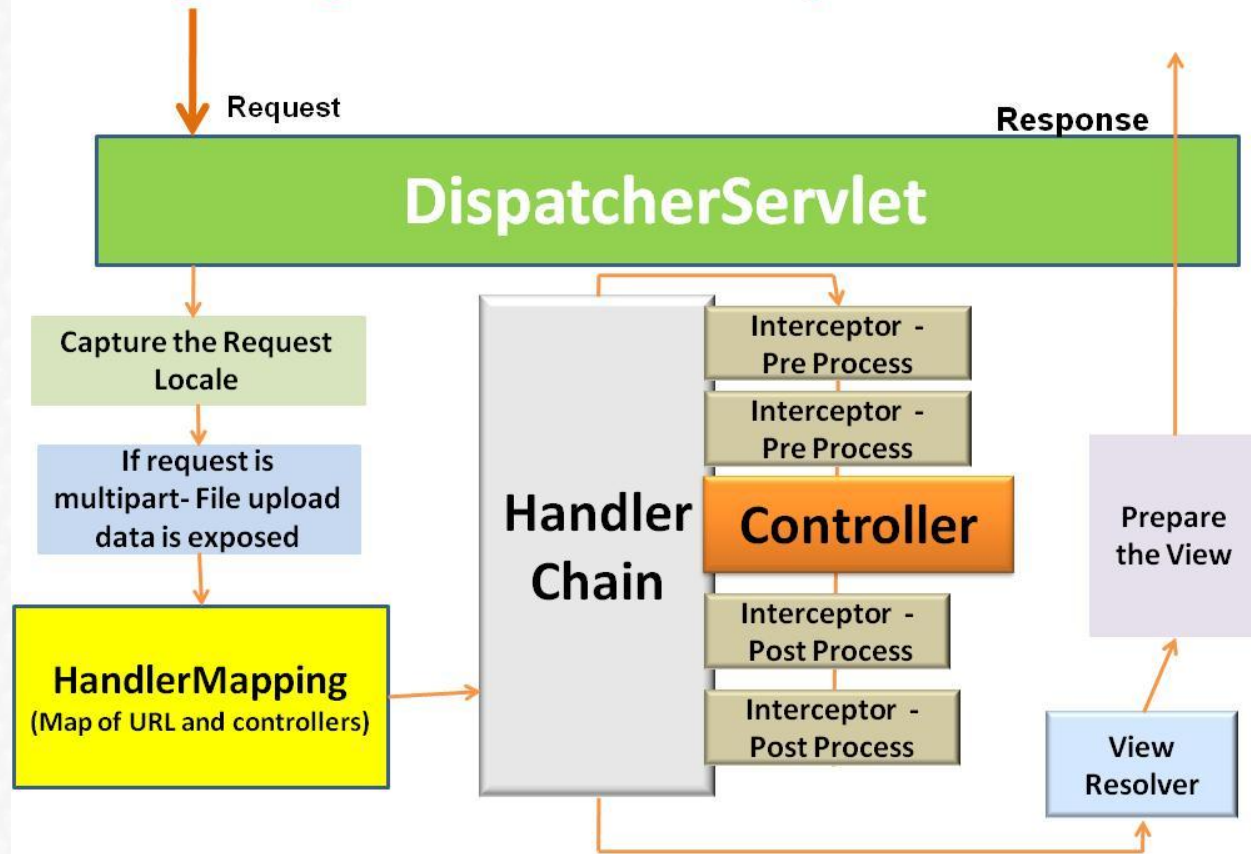 Request
Response
DispatcherServlet
Capture the Request
Locale
If request is
multipart- File upload
data is exposed
HandlerMapping
(Map of URL and controllers)
Handler
Chain
Interceptor -
Pre Process
Interceptor -
Pre Process
Controller
Interceptor -
Post Process
Interceptor -
Post Process
Prepare
the View
View
Resolver